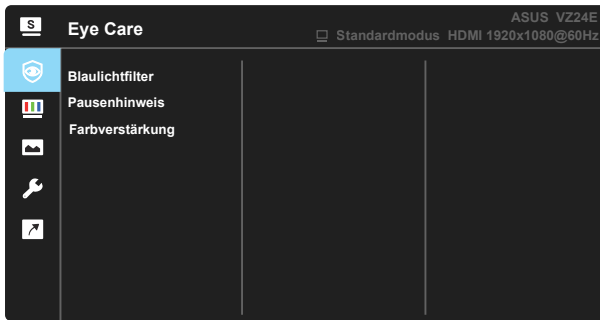 S
Eye Care
ASUS VZ24E
Standardmodus HDMI 1920x1080@60Hz
Blaulichtfilter
Pausenhinweis
Farbverstärkung